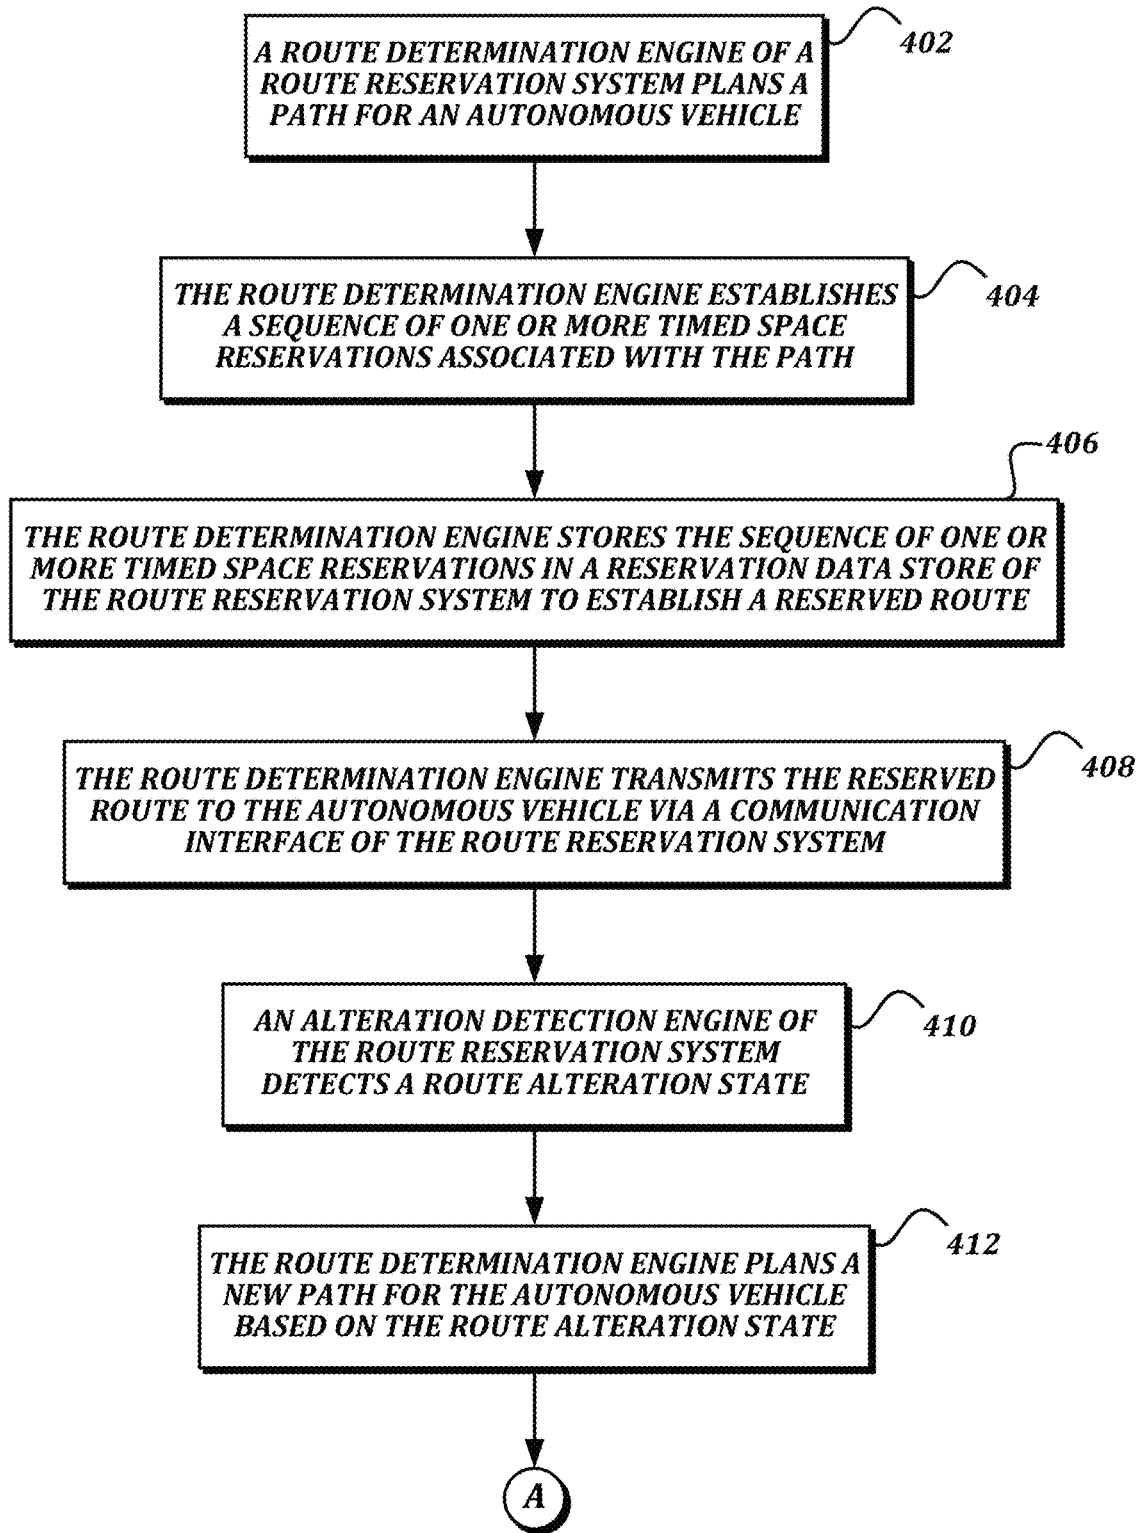 402
A ROUTE DETERMINATION ENGINE OF A
ROUTE RESERVATION SYSTEM PLANS A
PATH FOR AN AUTONOMOUS VEHICLE
404
THE ROUTE DETERMINATION ENGINE ESTABLISHES
A SEQUENCE OF ONE OR MORE TIMED SPACE
RESERVATIONS ASSOCIATED WITH THE PATH
406
THE ROUTE DETERMINATION ENGINE STORES THE SEQUENCE OF ONE OR
MORE TIMED SPACE RESERVATIONS IN A RESERVATION DATA STORE OF
THE ROUTE RESERVATION SYSTEM TO ESTABLISH A RESERVED ROUTE
408
THE ROUTE DETERMINATION ENGINE TRANSMITS THE RESERVED
ROUTE TO THE AUTONOMOUS VEHICLE VIA A COMMUNICATION
INTERFACE OF THE ROUTE RESERVATION SYSTEM
410
AN ALTERATION DETECTION ENGINE OF
THE ROUTE RESERVATION SYSTEM
DETECTS A ROUTE ALTERATION STATE
412
THE ROUTE DETERMINATION ENGINE PLANS A
NEW PATH FOR THE AUTONOMOUS VEHICLE
BASED ON THE ROUTE ALTERATION STATE
A